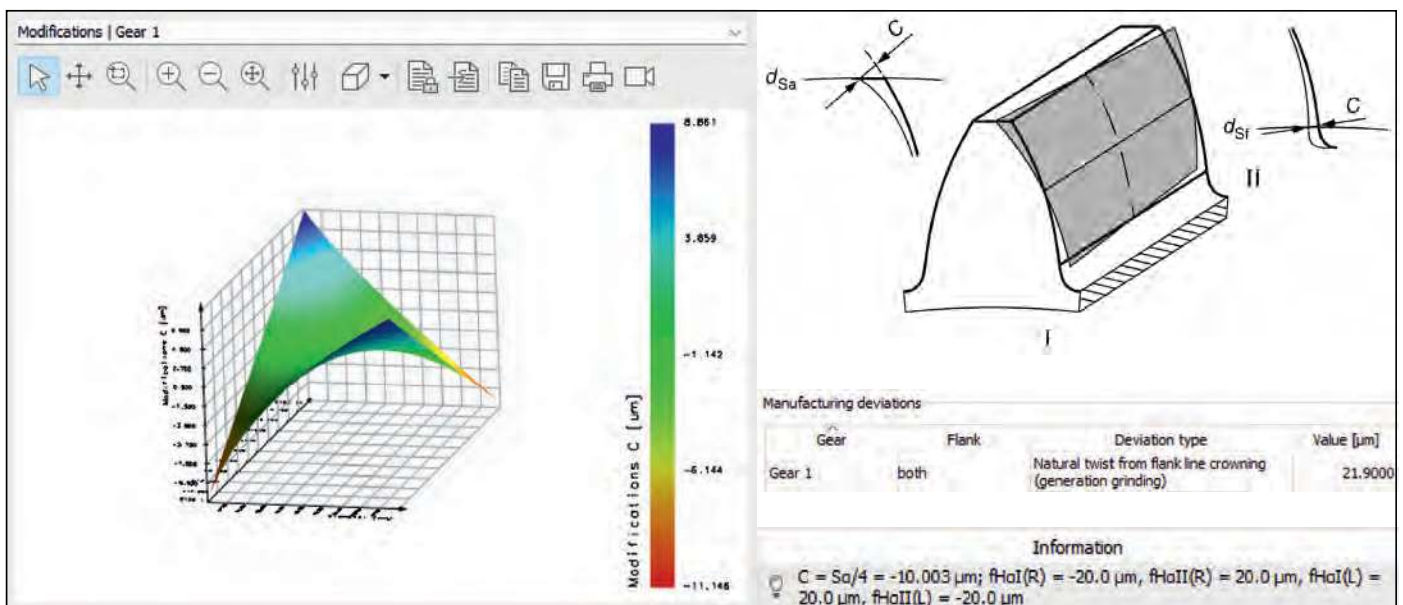 Modifications | Gear 1
8.861
3.859
-1.142
-6.144
-11.146
Modifications C [um]
Modifications C [um]
C
dSa
C
dSf
II
I
Manufacturing deviations
Gear Flank Deviation type Value [µm]
Gear 1 both Natural twist from flank line crowning 21.9000
(generation grinding)
Information
C = Sα/4 = -10.003 µm; fHαI(R) = -20.0 µm, fHαII(R) = 20.0 µm, fHαI(L) =
20.0 µm, fHαII(L) = -20.0 µm